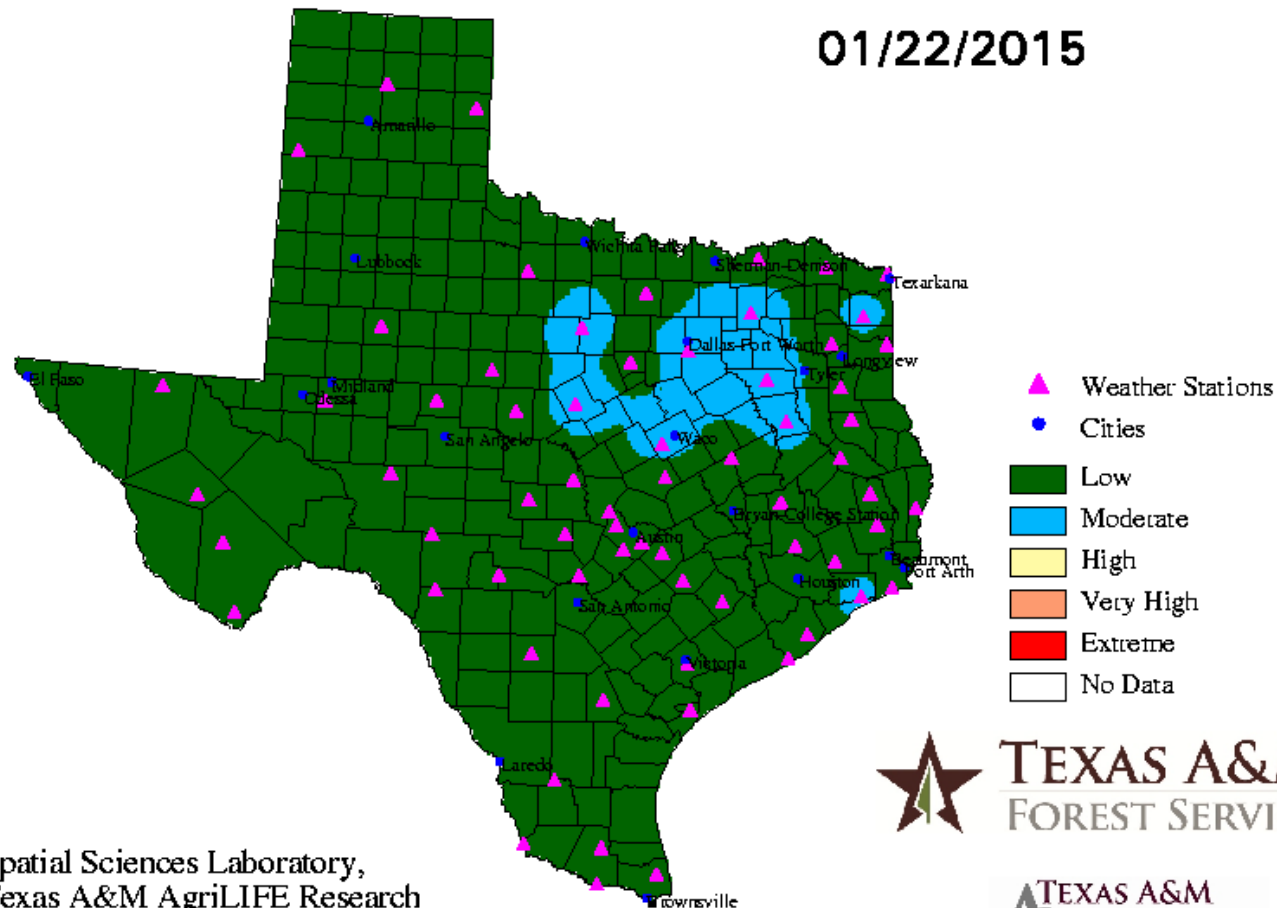 01/22/2015
Amarillo
Lubbock
Wichita Falls
Sherman-Denison
Texarkana
Dallas-Fort Worth
Longview
Tyler
El Paso
Midland
Odessa
San Angelo
Waco
Bryan-College Station
Austin
Beaumont
Port Arth
Houston
San Antonio
Victoria
Laredo
Brownsville
Weather Stations
Cities
Low
Moderate
High
Very High
Extreme
No Data
TEXAS A&
FOREST SERVI
TEXAS A&M
patial Sciences Laboratory,
exas A&M AgriLIFE Research